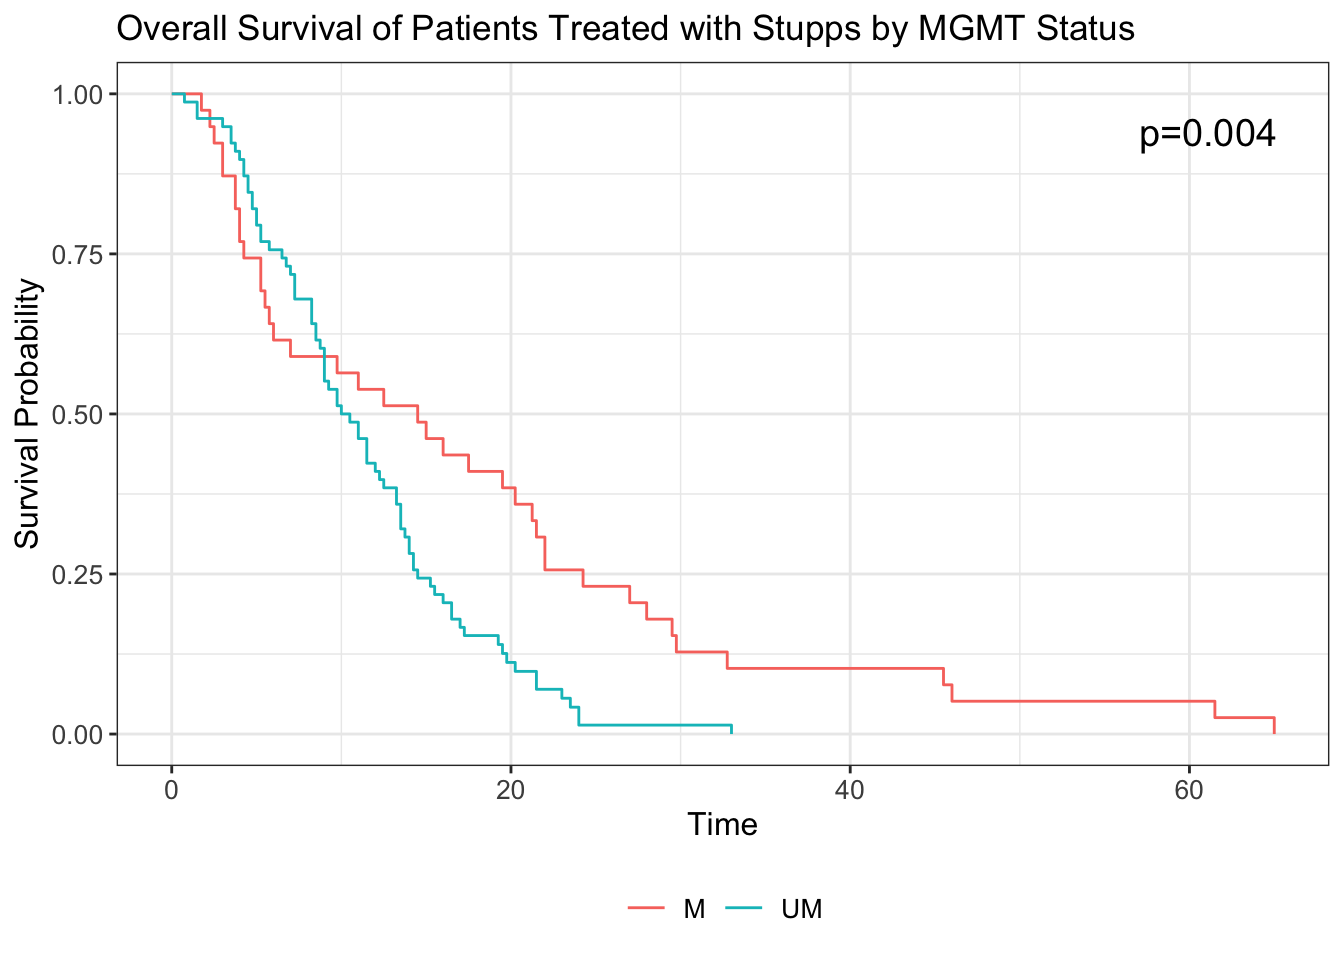 Overall Survival of Patients Treated with Stupps by MGMT Status
p=0.004
Survival Probability
1.00
0.75
0.50
0.25
0.00
0 20 40 60
Time
M UM